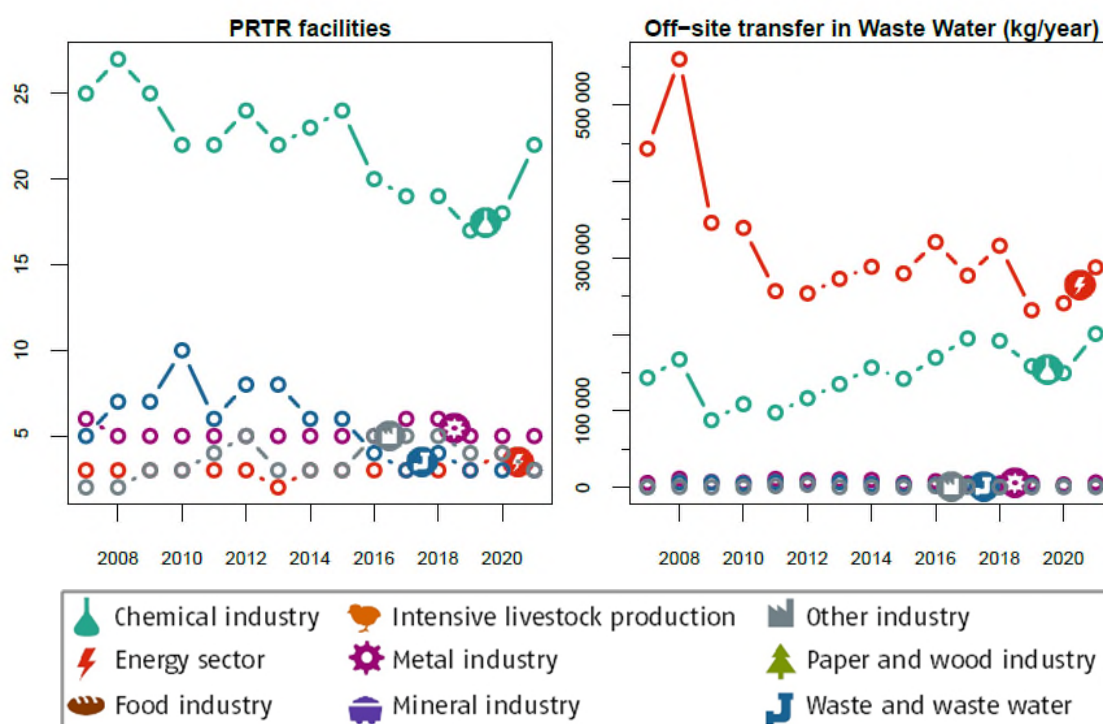 PRTR facilities
25
20
15
10
5
2008 2010 2012 2014 2016 2018 2020
Off−site transfer in Waste Water (kg/year)
500 000
300 000
100 000
0
2008 2010 2012 2014 2016 2018 2020
Chemical industry Intensive livestock production Other industry
Energy sector Metal industry Paper and wood industry
Food industry Mineral industry Waste and waste water